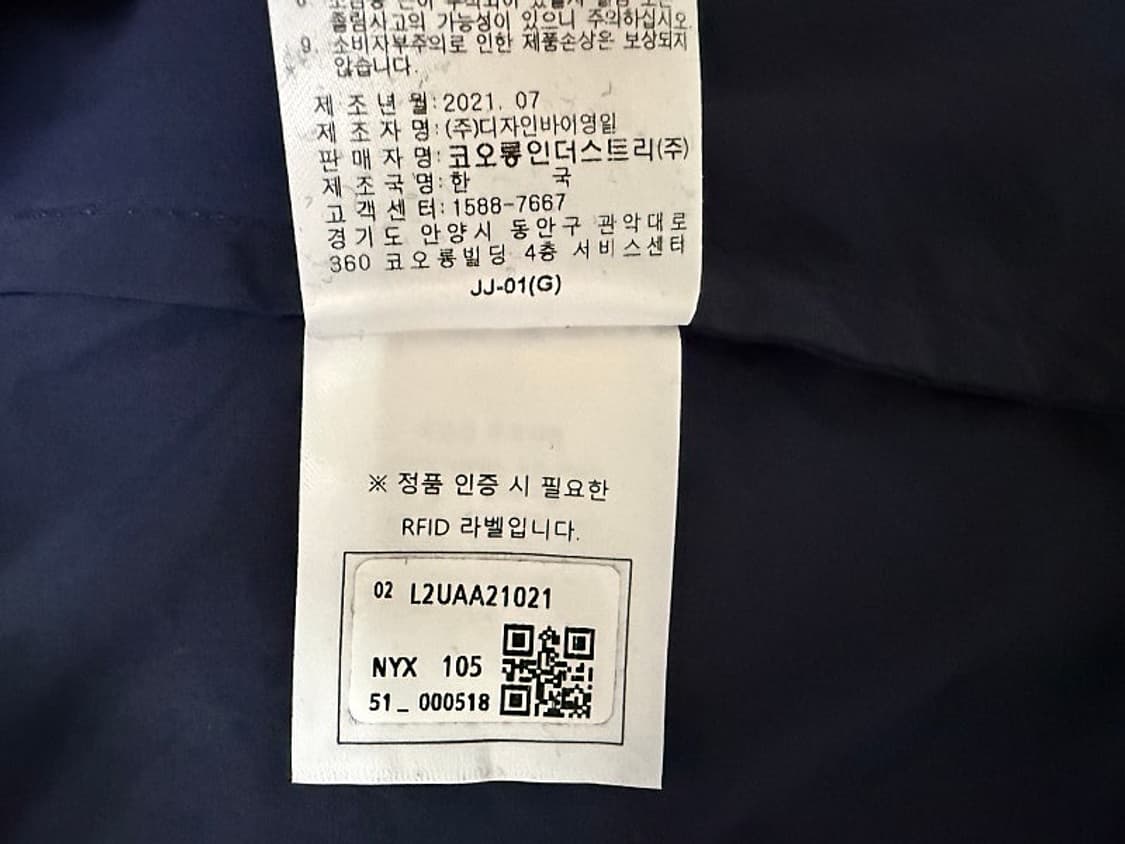 졸림사고의 가능성이 있으니 주의하십시오.
9. 소비자부주의로 인한 제품손상은 보상되지
않습니다.
제 조 년 월: 2021. 07
제 조 자 명: (주)디자인바이영일
판 매 자 명: 코오롱인더스트리(주)
제 조 국 명: 한 국
고 객 센 터: 1588-7667
경기도 안양시 동안구 관악대로
360 코오롱빌딩 4층 서비스센터
JJ-01(G)
※ 정품 인증 시 필요한
RFID 라벨입니다.
02 L2UAA21021
NYX 105
51_ 000518